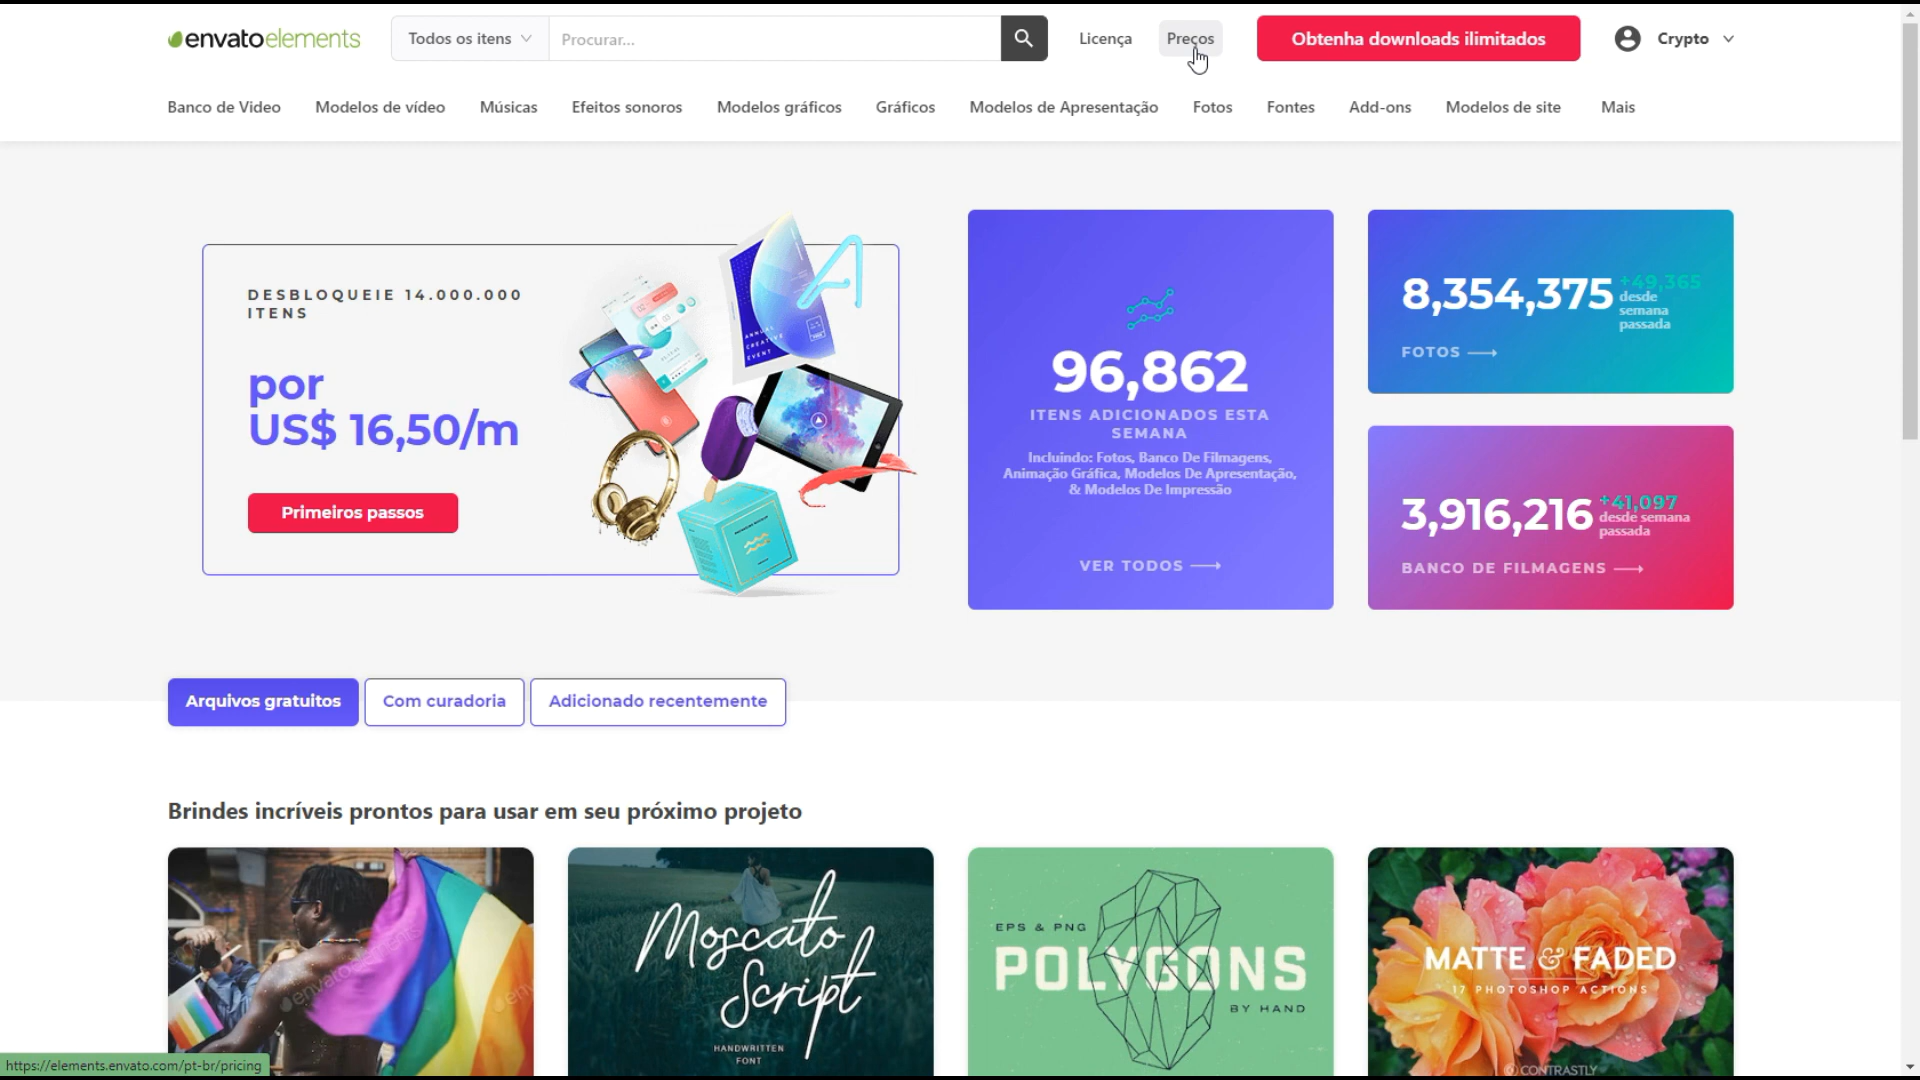 envatoelements
Todos os itens
Procurar...
Licença
Preços
Obtenha downloads ilimitados
Crypto
Banco de Video
Modelos de vídeo
Músicas
Efeitos sonoros
Modelos gráficos
Gráficos
Modelos de Apresentação
Fotos
Fontes
Add-ons
Modelos de site
Mais
DESBLOQUEIE 14.000.000
ITENS
por
US$ 16,50/m
Primeiros passos
ANNUAL
CREATIVE
EVENT
96,862
ITENS ADICIONADOS ESTA
SEMANA
Incluindo: Fotos, Banco De Filmagens,
Animação Gráfica, Modelos De Apresentação,
& Modelos De Impressão
VER TODOS
8,354,375
+49,365
desde
semana
passada
FOTOS
3,916,216
+41,097
desde semana
passada
BANCO DE FILMAGENS
Arquivos gratuitos
Com curadoria
Adicionado recentemente
Brindes incríveis prontos para usar em seu próximo projeto
Moscato
Script
HANDWRITTEN
FONT
EPS & PNG
POLYGONS
BY HAND
MATTE & FADED
17 PHOTOSHOP ACTIONS
CONTRASTLY
https://elements.envato.com/pt-br/pricing